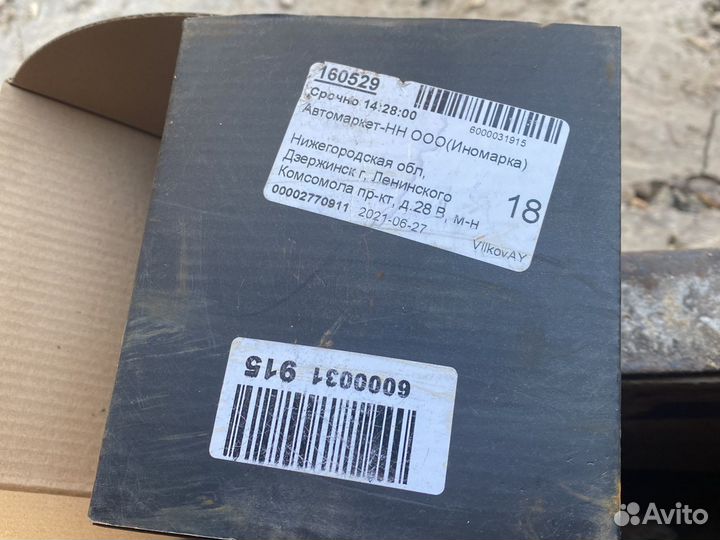 160529
Срочно 14:28:00
6000031915
Автомаркет-НН ООО(Иномарка)
Нижегородская обл,
Дзержинск г, Ленинского
Комсомола пр-кт, д.28 В, м-н
18
00002770911 2021-06-27
VilkovAY
6000031 915
Avito